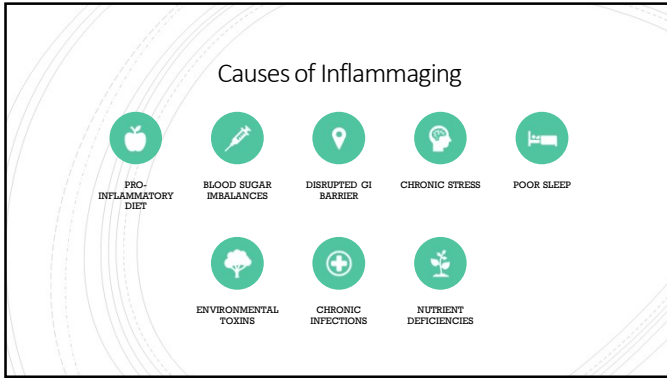 Causes of Inflammaging
PRO-
INFLAMMATORY
DIET
BLOOD SUGAR
IMBALANCES
DISRUPTED GI
BARRIER
CHRONIC STRESS
POOR SLEEP
ENVIRONMENTAL
TOXINS
CHRONIC
INFECTIONS
NUTRIENT
DEFICIENCIES